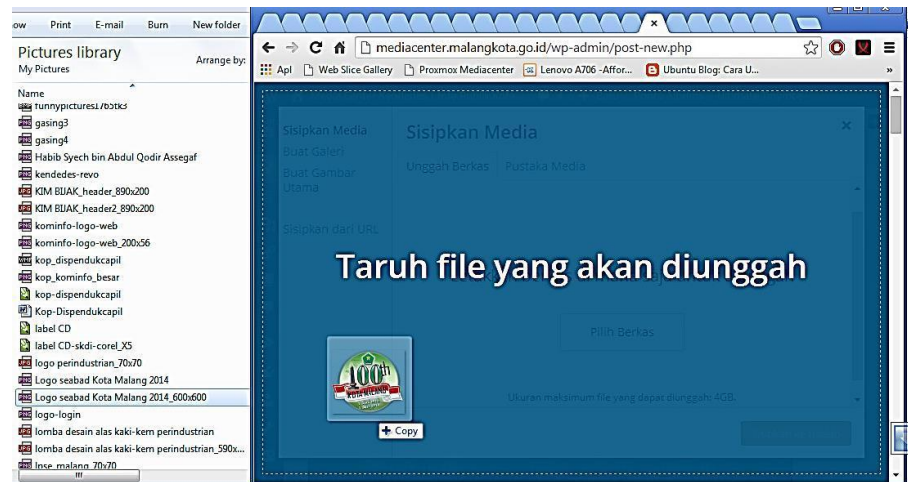 ow Print E-mail Burn New folder
Pictures library
My Pictures
Arrange by:
Name
funnypictures1765tk3
gasing3
gasing4
Habib Syech bin Abdul Qodir Assegaf
kendedes-revo
KIM BIJAK_header_890x200
KIM BIJAK_header2_890x200
kominfo-logo-web
kominfo-logo-web_200x56
kop_dispendukcapil
kop_kominfo_besar
kop-dispendukcapil
Kop-Dispendukcapil
label CD
label CD-skdi-corel_X5
logo perindustrian_70x70
Logo seabad Kota Malang 2014
Logo seabad Kota Malang 2014_600x600
logo-login
lomba desain alas kaki-kem perindustrian
lomba desain alas kaki-kem perindustrian_590x...
lpse_malang_70x70
mediacenter.malangkota.go.id/wp-admin/post-new.php
Apl Web Slice Gallery Proxmox Mediacenter Lenovo A706 -Affor... Ubuntu Blog: Cara U... »
Sisipkan Media
Buat Galeri
Buat Gambar
Utama
Sisipkan dari URL
Sisipkan Media
Unggah Berkas Pustaka Media
Taruh file yang akan diunggah
Pilih Berkas
Ukuran maksimum file yang dapat diunggah: 4GB.
100th
Copy